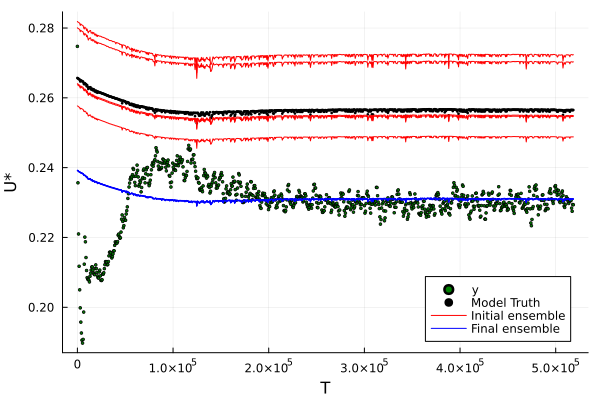 0.28
0.26
0.24
0.22
0.20
U*
0
1.0×10⁵
2.0×10⁵
3.0×10⁵
4.0×10⁵
5.0×10⁵
T
y
Model Truth
Initial ensemble
Final ensemble